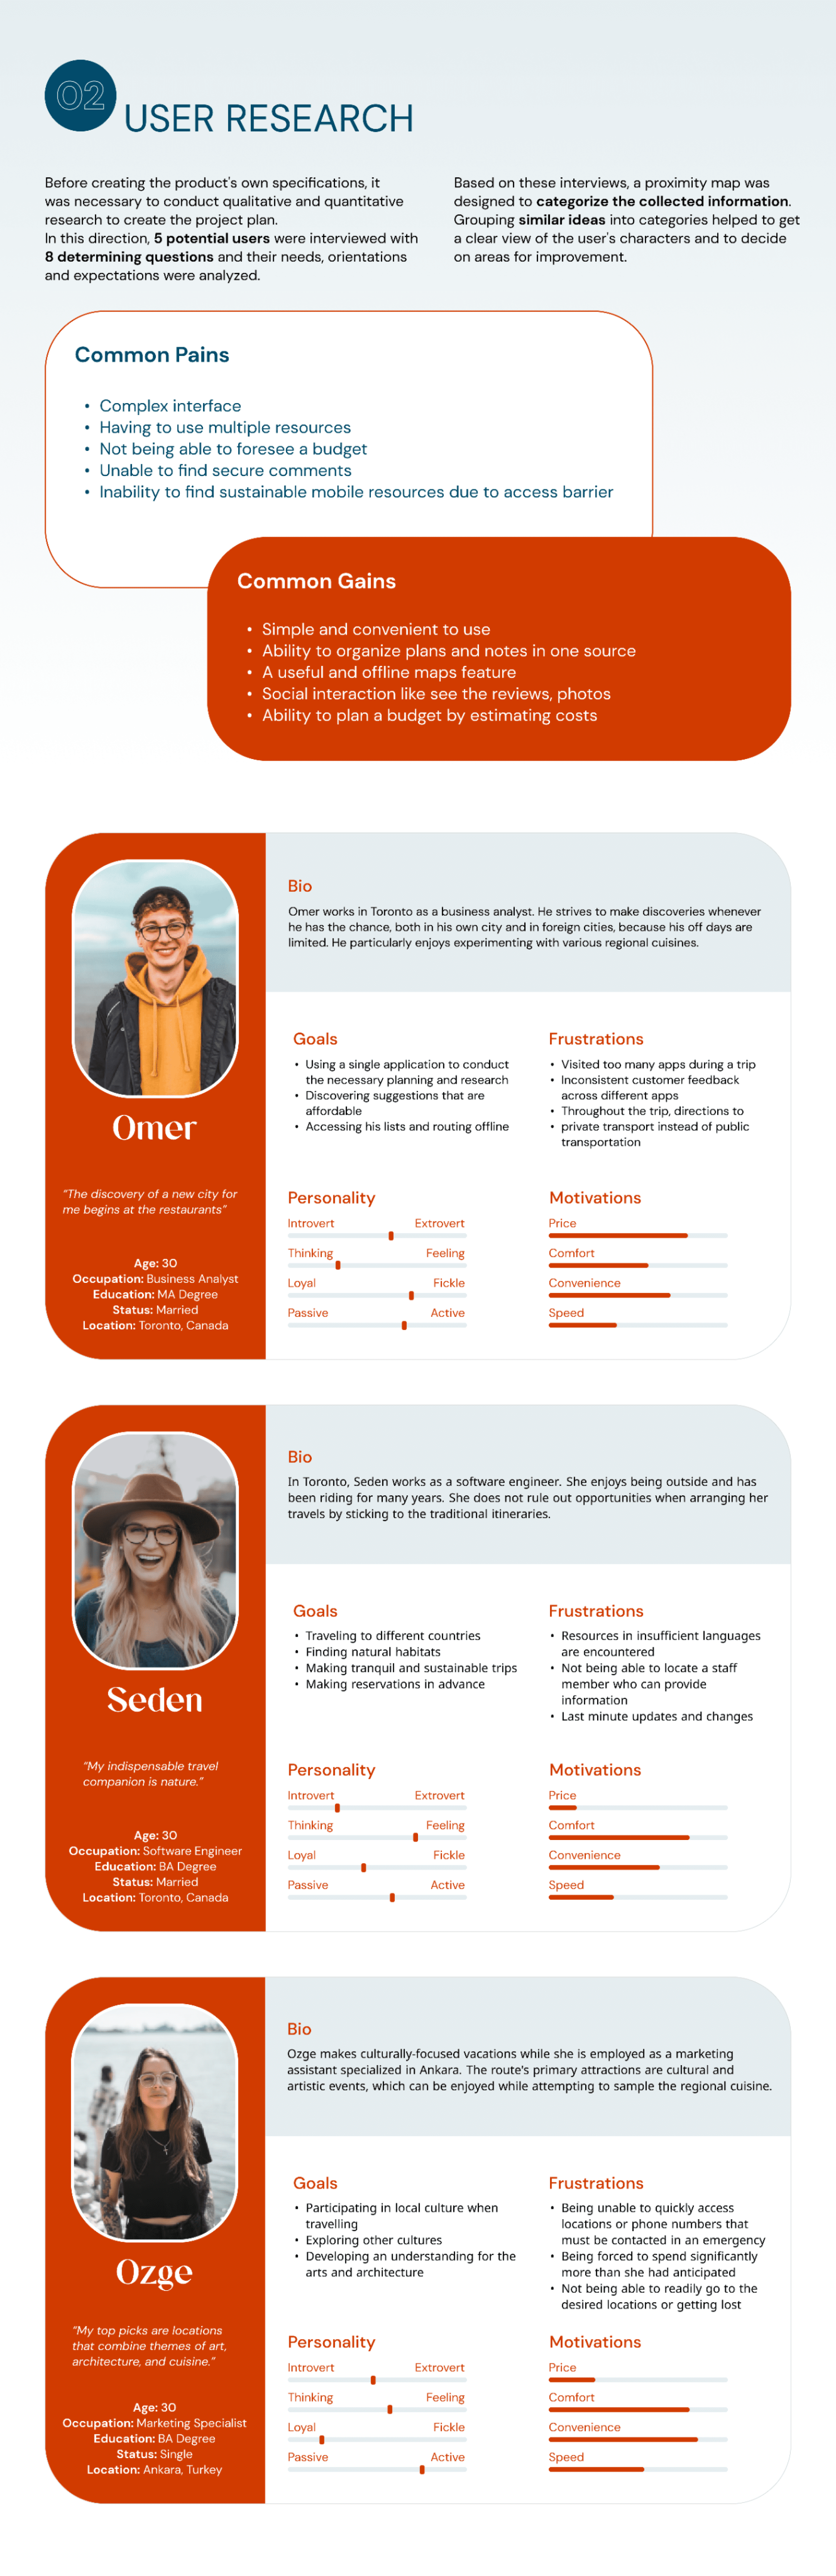 02
USER RESEARCH
Before creating the product's own specifications, it
was necessary to conduct qualitative and quantitative
research to create the project plan.
In this direction, 5 potential users were interviewed with
8 determining questions and their needs, orientations
and expectations were analyzed.
Based on these interviews, a proximity map was
designed to categorize the collected information.
Grouping similar ideas into categories helped to get
a clear view of the user's characters and to decide
on areas for improvement.
Common Pains
• Complex interface
• Having to use multiple resources
• Not being able to foresee a budget
• Unable to find secure comments
• Inability to find sustainable mobile resources due to access barrier
Common Gains
• Simple and convenient to use
• Ability to organize plans and notes in one source
• A useful and offline maps feature
• Social interaction like see the reviews, photos
• Ability to plan a budget by estimating costs
Omer
"The discovery of a new city for
me begins at the restaurants"
Age: 30
Occupation: Business Analyst
Education: MA Degree
Status: Married
Location: Toronto, Canada
Bio
Omer works in Toronto as a business analyst. He strives to make discoveries whenever
he has the chance, both in his own city and in foreign cities, because his off days are
limited. He particularly enjoys experimenting with various regional cuisines.
Goals
• Using a single application to conduct
the necessary planning and research
• Discovering suggestions that are
affordable
• Accessing his lists and routing offline
Frustrations
• Visited too many apps during a trip
• Inconsistent customer feedback
across different apps
• Throughout the trip, directions to
• private transport instead of public
transportation
Personality
Introvert Extrovert
Thinking Feeling
Loyal Fickle
Passive Active
Motivations
Price
Comfort
Convenience
Speed
Seden
"My indispensable travel
companion is nature."
Age: 30
Occupation: Software Engineer
Education: BA Degree
Status: Married
Location: Toronto, Canada
Bio
In Toronto, Seden works as a software engineer. She enjoys being outside and has
been riding for many years. She does not rule out opportunities when arranging her
travels by sticking to the traditional itineraries.
Goals
• Traveling to different countries
• Finding natural habitats
• Making tranquil and sustainable trips
• Making reservations in advance
Frustrations
• Resources in insufficient languages
are encountered
• Not being able to locate a staff
member who can provide
information
• Last minute updates and changes
Personality
Introvert Extrovert
Thinking Feeling
Loyal Fickle
Passive Active
Motivations
Price
Comfort
Convenience
Speed
Ozge
"My top picks are locations
that combine themes of art,
architecture, and cuisine."
Age: 30
Occupation: Marketing Specialist
Education: BA Degree
Status: Single
Location: Ankara, Turkey
Bio
Ozge makes culturally-focused vacations while she is employed as a marketing
assistant specialized in Ankara. The route's primary attractions are cultural and
artistic events, which can be enjoyed while attempting to sample the regional cuisine.
Goals
• Participating in local culture when
travelling
• Exploring other cultures
• Developing an understanding for the
arts and architecture
Frustrations
• Being unable to quickly access
locations or phone numbers that
must be contacted in an emergency
• Being forced to spend significantly
more than she had anticipated
• Not being able to readily go to the
desired locations or getting lost
Personality
Introvert Extrovert
Thinking Feeling
Loyal Fickle
Passive Active
Motivations
Price
Comfort
Convenience
Speed